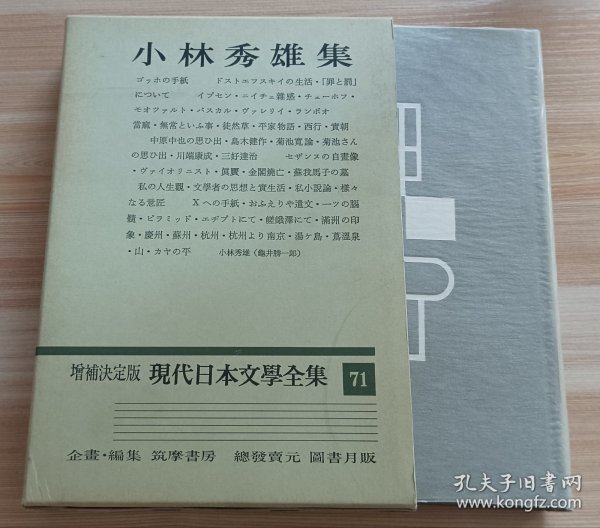 小林秀雄集
ゴッホの手紙　ドストエフスキイの生活・「罪と罰」
について　イプセン・ニイチェ雜感・チェーホフ・
モオツァルト・パスカル・ヴァレリイ・ランボオ
當麻・無常といふ事・徒然草・平家物語・西行・實朝
中原中也の思ひ出・島木健作・菊池寛論・菊池さん
の思ひ出・川端康成・三好達治　セザンヌの自畫像
・ヴァイオリニスト・眞贋・金閣燒亡・蘇我馬子の墓
私の人生觀・文學者の思想と實生活・私小説論・樣々
なる意匠　Xへの手紙・おふえりや遺文・一ツの腦
髓・ピラミッド・エヂプトにて・嵯峨澤にて・滿洲の印
象・慶州・蘇州・杭州・杭州より南京・湯ケ島・蔦温泉
・山・カヤの平　小林秀雄（龜井勝一郎）
増補決定版 現代日本文學全集 71
企畫・編集 筑摩書房　總發賣元 圖書月販
孔夫子旧书网
www.kongfz.com